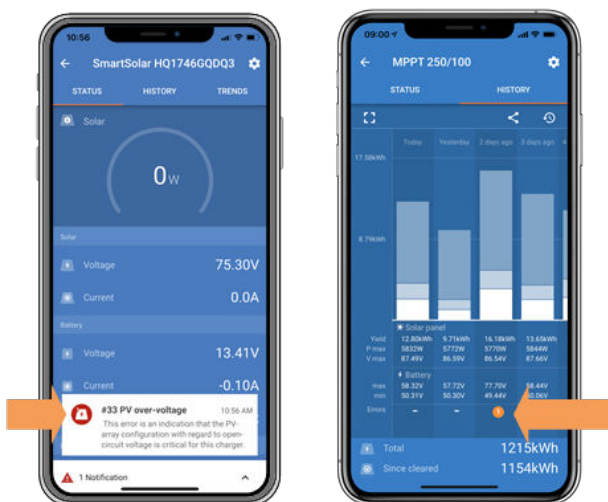 10:56
SmartSolar HQ1746GQDQ3
STATUS HISTORY TRENDS
Solar
0w
Solar
Voltage 75.30V
Current 0.0A
Battery
Voltage 13.41V
Current -0.10A
#33 PV over-voltage 10:56 AM
This error is an indication that the PV-
array configuration with regard to open-
circuit voltage is critical for this charger.
1 Notification
09:00
MPPT 250/100
STATUS HISTORY
Today Yesterday 2 days ago 3 days ago 4
17.58kWh
8.79kWh
Solar panel
Yield 12.80kWh 9.71kWh 16.18kWh 13.65kWh
P max 5832W 5772W 5770W 5844W
V max 87.49V 86.59V 86.54V 87.66V
Battery
max 58.32V 57.72V 77.70V 58.44V
min 50.31V 50.30V 49.44V
Errors - - 1
Total 1215kWh
Since cleared 1154kWh